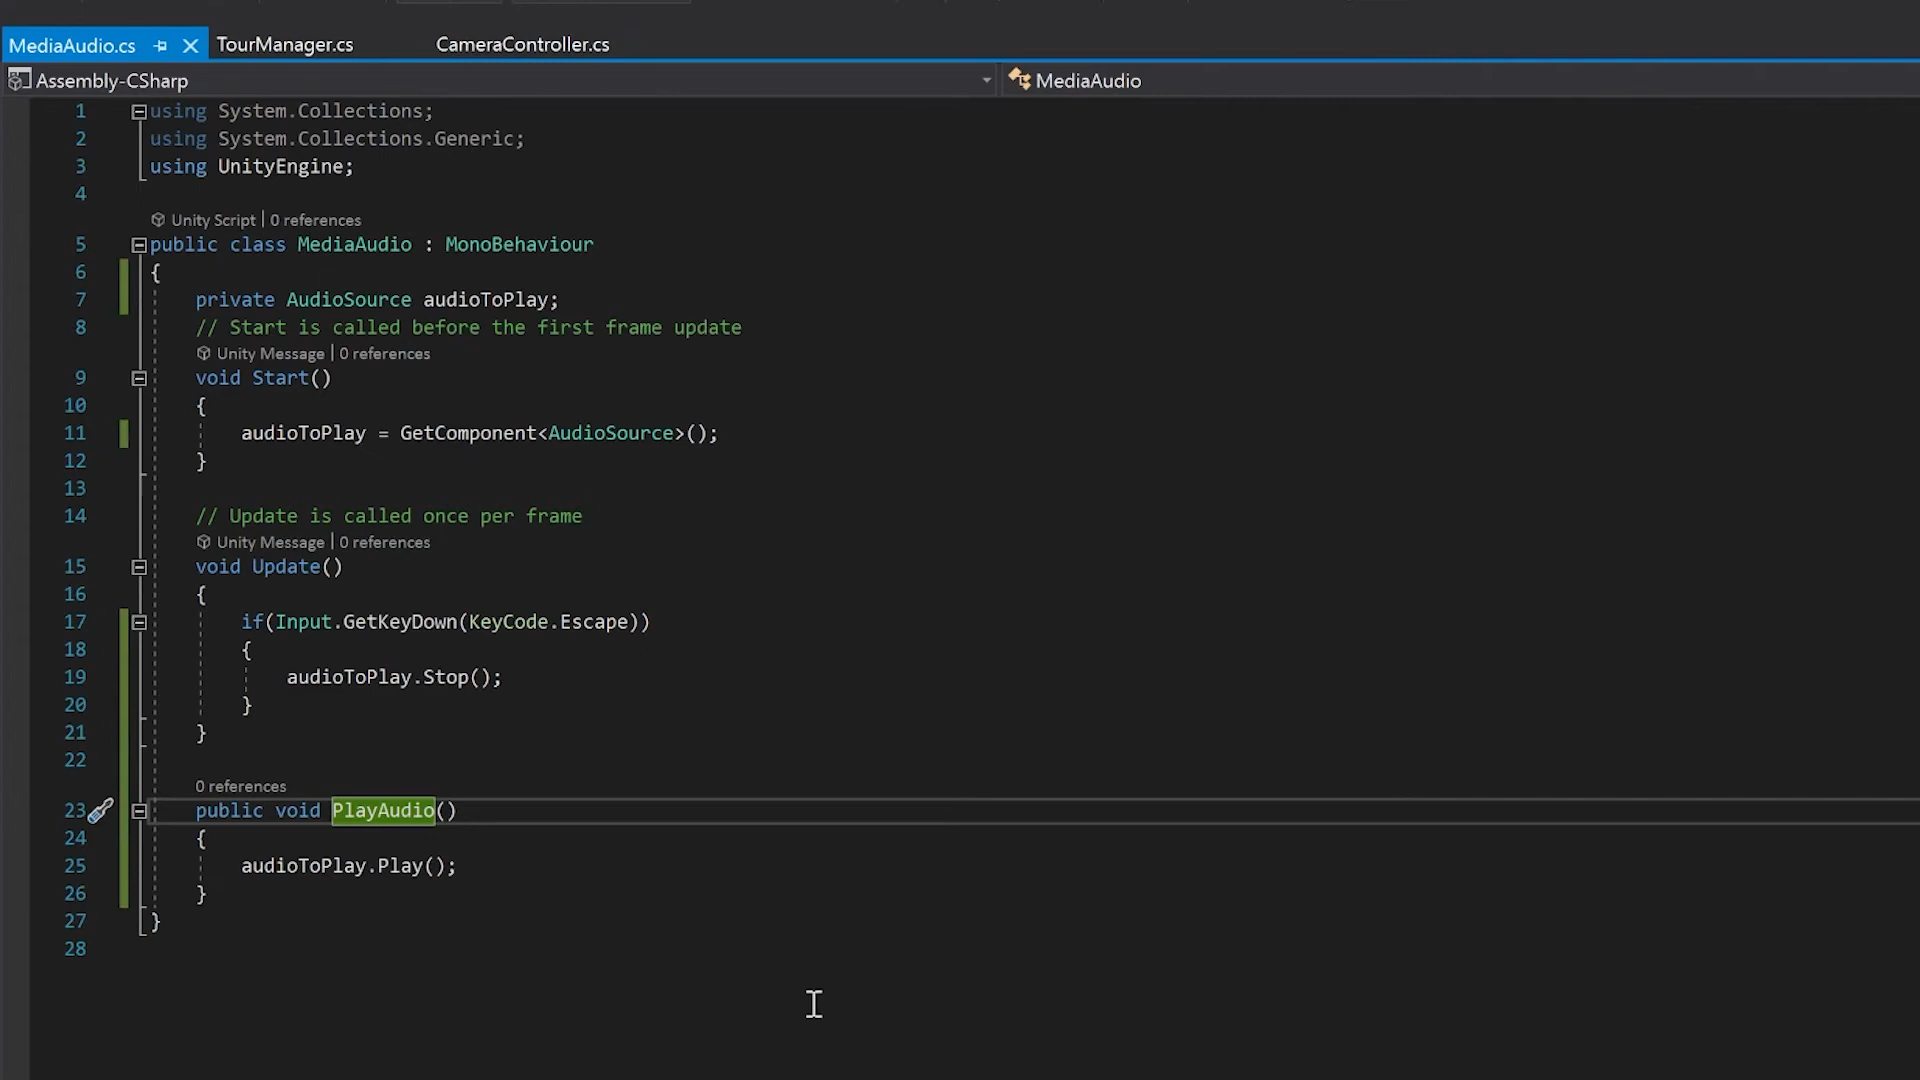 MediaAudio.cs TourManager.cs CameraController.cs
Assembly-CSharp MediaAudio
1 using System.Collections;
2 using System.Collections.Generic;
3 using UnityEngine;
4
Unity Script | 0 references
5 public class MediaAudio : MonoBehaviour
6 {
7 private AudioSource audioToPlay;
8 // Start is called before the first frame update
Unity Message | 0 references
9 void Start()
10 {
11 audioToPlay = GetComponent<AudioSource>();
12 }
13
14 // Update is called once per frame
Unity Message | 0 references
15 void Update()
16 {
17 if(Input.GetKeyDown(KeyCode.Escape))
18 {
19 audioToPlay.Stop();
20 }
21 }
22
0 references
23 public void PlayAudio()
24 {
25 audioToPlay.Play();
26 }
27 }
28